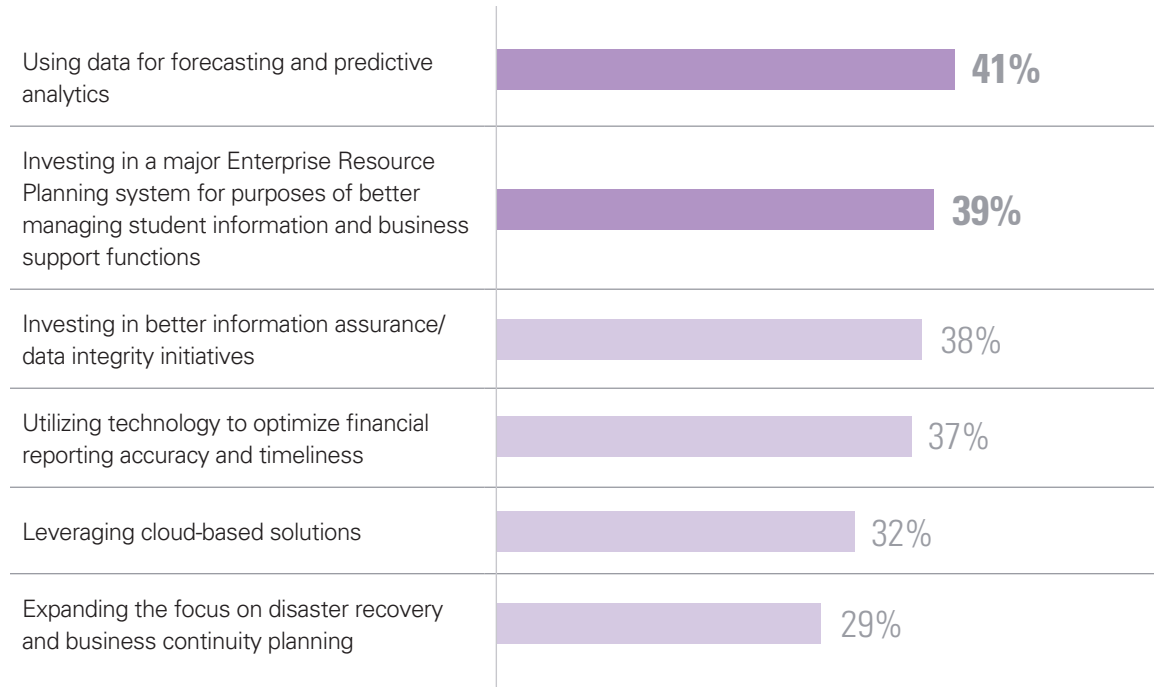 Using data for forecasting and predictive
analytics
41%
Investing in a major Enterprise Resource
Planning system for purposes of better
managing student information and business
support functions
39%
Investing in better information assurance/
data integrity initiatives
38%
Utilizing technology to optimize financial
reporting accuracy and timeliness
37%
Leveraging cloud-based solutions
32%
Expanding the focus on disaster recovery
and business continuity planning
29%